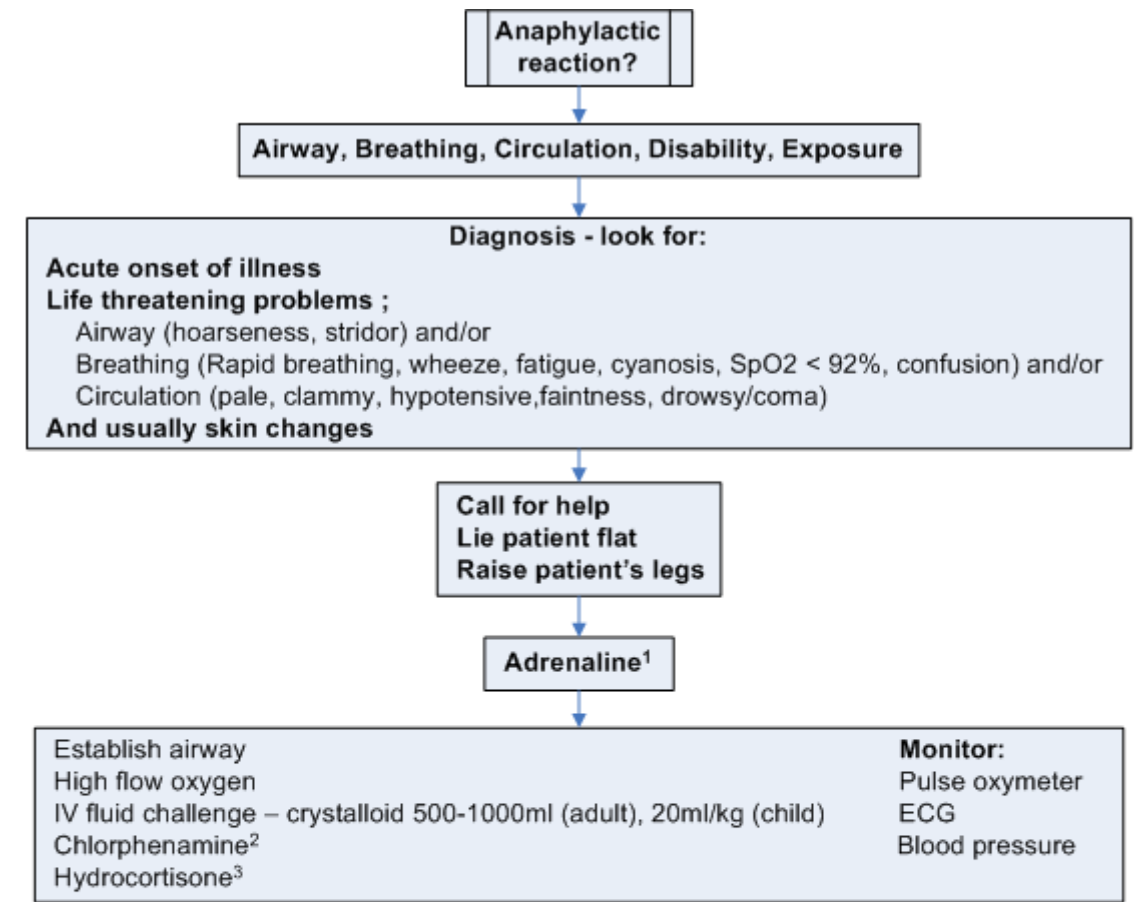 Anaphylactic
reaction?
Airway, Breathing, Circulation, Disability, Exposure
Diagnosis - look for:
Acute onset of illness
Life threatening problems ;
Airway (hoarseness, stridor) and/or
Breathing (Rapid breathing, wheeze, fatigue, cyanosis, SpO2 < 92%, confusion) and/or
Circulation (pale, clammy, hypotensive,faintness, drowsy/coma)
And usually skin changes
Call for help
Lie patient flat
Raise patient's legs
Adrenaline¹
Establish airway
High flow oxygen
IV fluid challenge – crystalloid 500-1000ml (adult), 20ml/kg (child)
Chlorphenamine²
Hydrocortisone³
Monitor:
Pulse oxymeter
ECG
Blood pressure